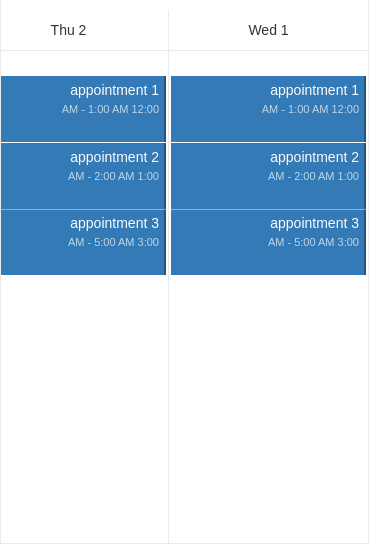 Thu 2
Wed 1
appointment 1
AM - 1:00 AM 12:00
appointment 1
AM - 1:00 AM 12:00
appointment 2
AM - 2:00 AM 1:00
appointment 2
AM - 2:00 AM 1:00
appointment 3
AM - 5:00 AM 3:00
appointment 3
AM - 5:00 AM 3:00